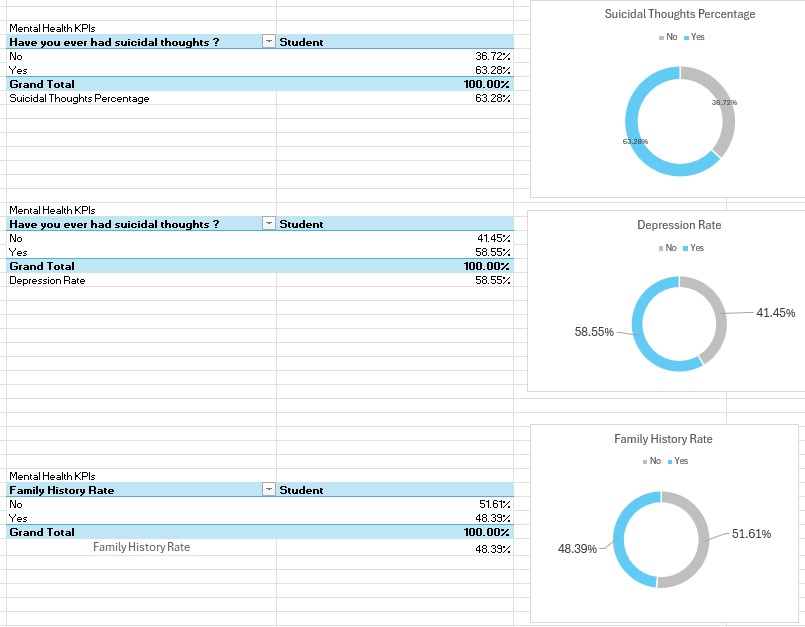 Mental Health KPIs
Have you ever had suicidal thoughts ? Student
No 36.72%
Yes 63.28%
Grand Total 100.00%
Suicidal Thoughts Percentage 63.28%
Suicidal Thoughts Percentage
No Yes
36.72%
63.28%
Mental Health KPIs
Have you ever had suicidal thoughts ? Student
No 41.45%
Yes 58.55%
Grand Total 100.00%
Depression Rate 58.55%
Depression Rate
No Yes
41.45%
58.55%
Mental Health KPIs
Family History Rate Student
No 51.61%
Yes 48.39%
Grand Total 100.00%
Family History Rate 48.39%
Family History Rate
No Yes
51.61%
48.39%